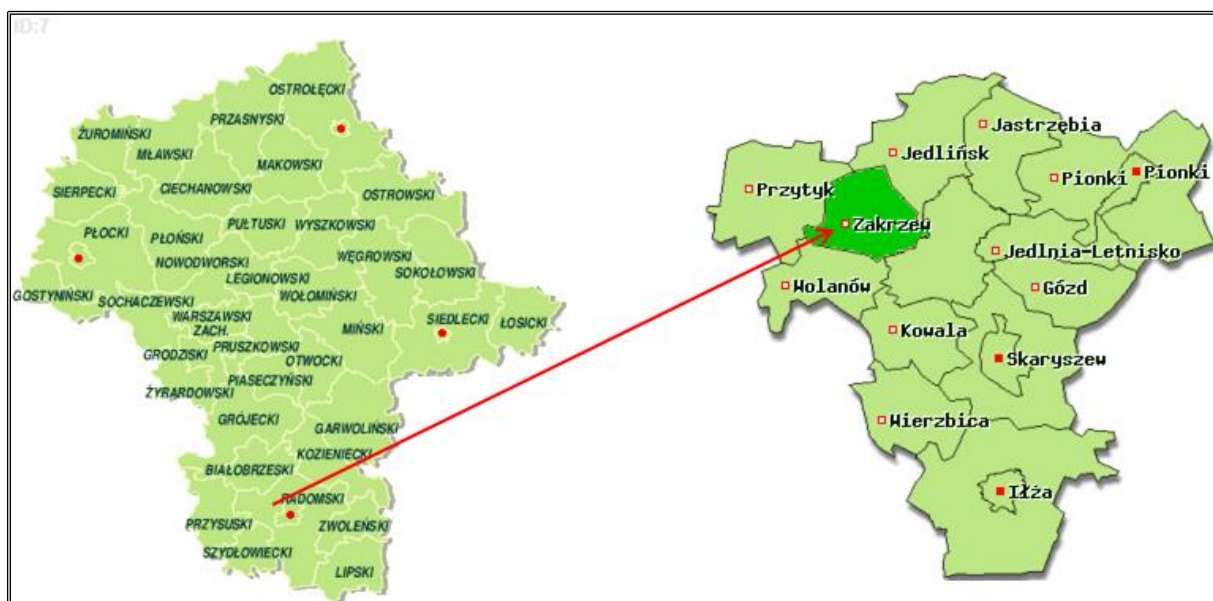 ID:7
OSTROŁĘCKI
PRZASNYSKI
ŻUROMIŃSKI
MŁAWSKI
MAKOWSKI
SIERPECKI
CIECHANOWSKI
OSTROWSKI
PŁOCKI
PŁOŃSKI
PUŁTUSKI
WYSZKOWSKI
NOWODWORSKI
WĘGROWSKI
SOKOŁOWSKI
LEGIONOWSKI
GOSTYNIŃSKI
SOCHACZEWSKI
WOŁOMIŃSKI
WARSZAWSKI
ZACH.
MIŃSKI
SIEDLECKI
ŁOSICKI
GRODZISKI
PRUSZKOWSKI
OTWOCKI
ŻYRARDOWSKI
PIASECZYŃSKI
GRÓJECKI
GARWOLIŃSKI
KOZIENIECKI
BIAŁOBRZESKI
RADOMSKI
PRZYSUSKI
ZWOLEŃSKI
SZYDŁOWIECKI
LIPSKI
Jastrzębia
Jedlińsk
Pionki
Pionki
Przytyk
Zakrzew
Jedlnia-Letnisko
Wolanów
Gózd
Kowala
Skaryszew
Wierzbica
Iłża